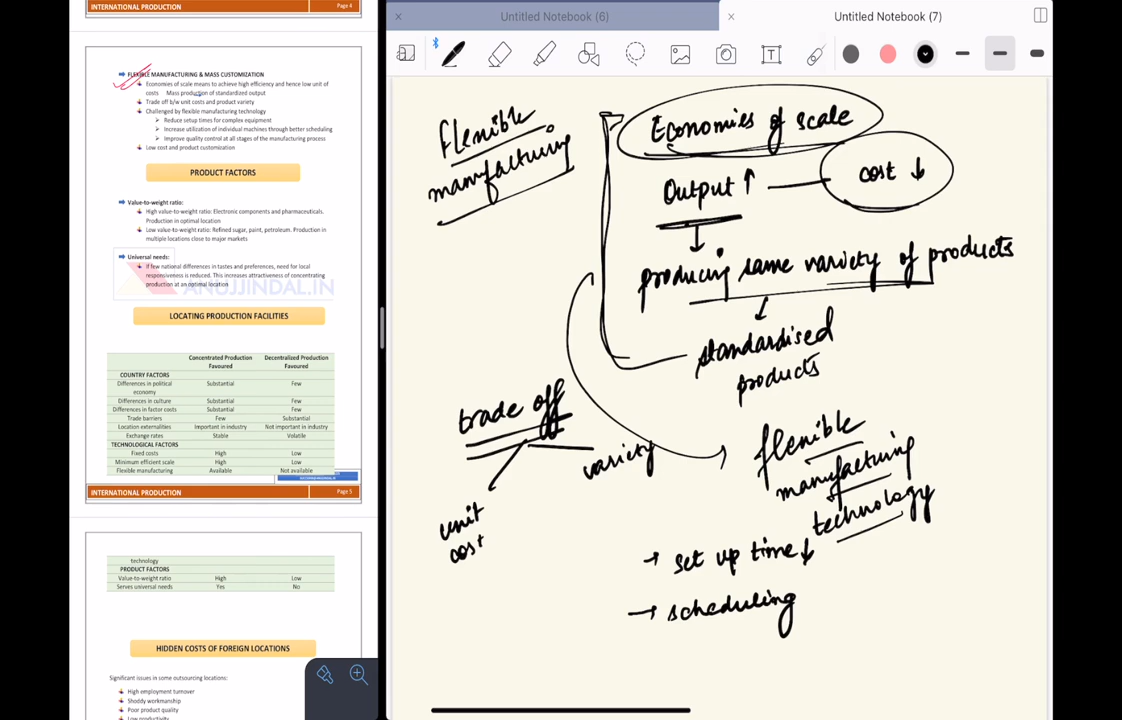 INTERNATIONAL PRODUCTION
Page 4
FLEXIBLE MANUFACTURING & MASS CUSTOMIZATION
Economies of scale means to achieve high efficiency and hence low unit of
costs Mass production of standardized output
Trade off b/w unit costs and product variety
Challenged by flexible manufacturing technology
Reduce setup times for complex equipment
Increase utilization of individual machines through better scheduling
Improve quality control at all stages of the manufacturing process
Low cost and product customization
PRODUCT FACTORS
Value-to-weight ratio:
High value-to-weight ratio: Electronic components and pharmaceuticals.
Production in optimal location
Low value-to-weight ratio: Refined sugar, paint, petroleum. Production in
multiple locations close to major markets
Universal needs:
If few national differences in tastes and preferences, need for local
responsiveness is reduced. This increases attractiveness of concentrating
production at an optimal location
ANUJJINDAL.IN
LOCATING PRODUCTION FACILITIES
Concentrated Production Favoured
Decentralized Production Favoured
COUNTRY FACTORS
Differences in political economy Substantial Few
Differences in culture Substantial Few
Differences in factor costs Substantial Few
Trade barriers Few Substantial
Location externalities Important in industry Not important in industry
Exchange rates Stable Volatile
TECHNOLOGICAL FACTORS
Fixed costs High Low
Minimum efficient scale High Low
Flexible manufacturing Available Not available
INTERNATIONAL PRODUCTION
Page 5
technology
PRODUCT FACTORS
Value-to-weight ratio High Low
Serves universal needs Yes No
HIDDEN COSTS OF FOREIGN LOCATIONS
Significant issues in some outsourcing locations:
High employment turnover
Shoddy workmanship
Poor product quality
Low productivity
Untitled Notebook (6)
Untitled Notebook (7)
flexible
manufacturing
Economies of scale
Output ↑ — cost ↓
producing same variety of products
standardised
products
trade off
variety
unit
cost
flexible
manufacturing
technology
→ set up time ↓
→ scheduling